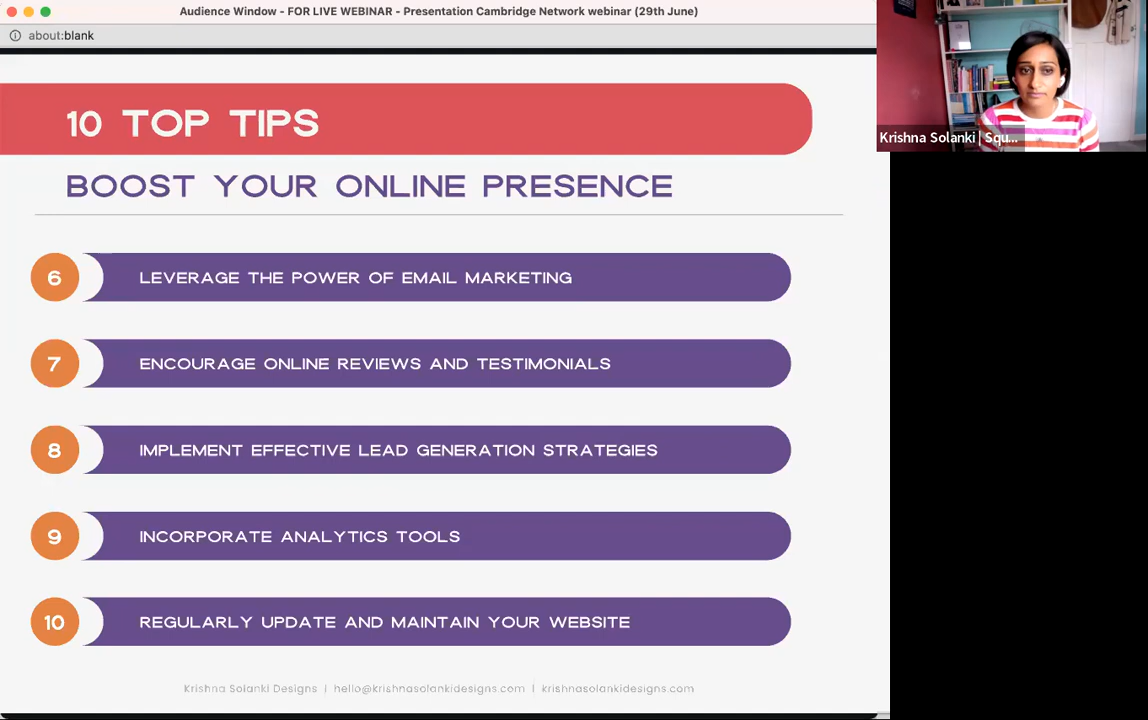 Audience Window - FOR LIVE WEBINAR - Presentation Cambridge Network webinar (29th June)
about:blank
10 TOP TIPS
BOOST YOUR ONLINE PRESENCE
6 LEVERAGE THE POWER OF EMAIL MARKETING
7 ENCOURAGE ONLINE REVIEWS AND TESTIMONIALS
8 IMPLEMENT EFFECTIVE LEAD GENERATION STRATEGIES
9 INCORPORATE ANALYTICS TOOLS
10 REGULARLY UPDATE AND MAINTAIN YOUR WEBSITE
Krishna Solanki Designs | hello@krishnasolankidesigns.com | krishnasolankidesigns.com
Krishna Solanki | Squ...